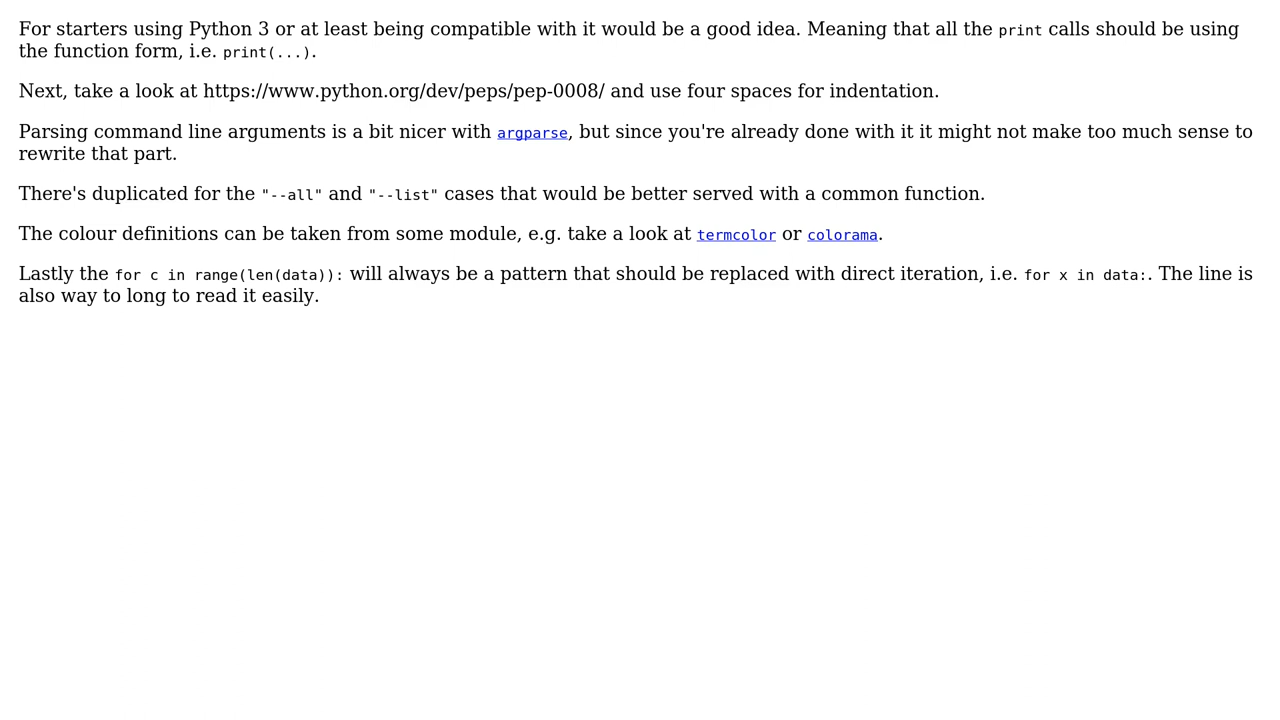 For starters using Python 3 or at least being compatible with it would be a good idea. Meaning that all the print calls should be using
the function form, i.e. print(...).
Next, take a look at https://www.python.org/dev/peps/pep-0008/ and use four spaces for indentation.
Parsing command line arguments is a bit nicer with argparse, but since you're already done with it it might not make too much sense to
rewrite that part.
There's duplicated for the "--all" and "--list" cases that would be better served with a common function.
The colour definitions can be taken from some module, e.g. take a look at termcolor or colorama.
Lastly the for c in range(len(data)): will always be a pattern that should be replaced with direct iteration, i.e. for x in data:. The line is
also way to long to read it easily.